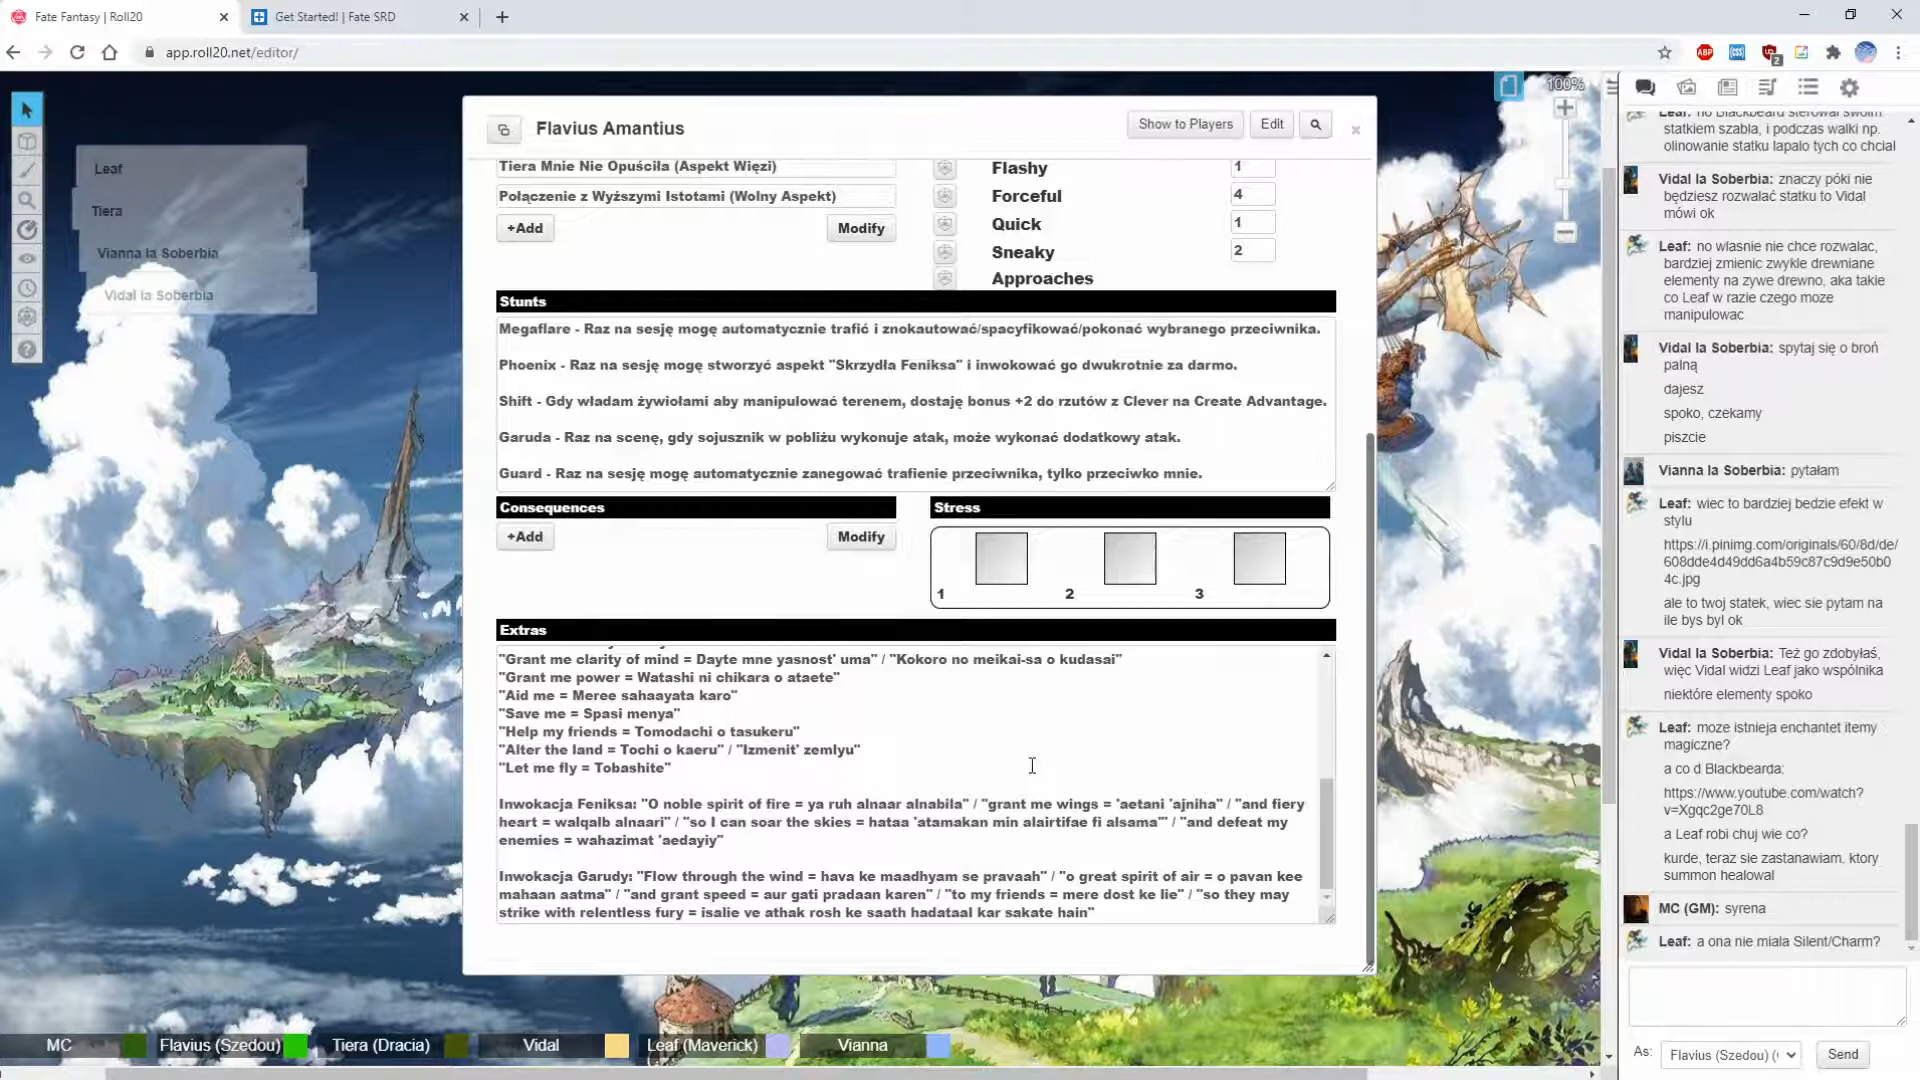 Fate Fantasy | Roll20
Get Started! | Fate SRD
app.roll20.net/editor/
ABP
2
100%
Leaf
Tiera
Vianna la Soberbia
Vidal la Soberbia
Flavius Amantius
Show to Players
Edit
Tiera Mnie Nie Opuściła (Aspekt Więzi)
Połączenie z Wyższymi Istotami (Wolny Aspekt)
+Add
Modify
Flashy 1
Forceful 4
Quick 1
Sneaky 2
Approaches
Stunts
Megaflare - Raz na sesję mogę automatycznie trafić i znokautować/spacyfikować/pokonać wybranego przeciwnika.
Phoenix - Raz na sesję mogę stworzyć aspekt "Skrzydła Feniksa" i inwokować go dwukrotnie za darmo.
Shift - Gdy władam żywiołami aby manipulować terenem, dostaję bonus +2 do rzutów z Clever na Create Advantage.
Garuda - Raz na scenę, gdy sojusznik w pobliżu wykonuje atak, może wykonać dodatkowy atak.
Guard - Raz na sesję mogę automatycznie zanegować trafienie przeciwnika, tylko przeciwko mnie.
Consequences
+Add
Modify
Stress
1
2
3
Extras
"Grant me clarity of mind = Dayte mne yasnost' uma" / "Kokoro no meikai-sa o kudasai"
"Grant me power = Watashi ni chikara o ataete"
"Aid me = Meree sahaayata karo"
"Save me = Spasi menya"
"Help my friends = Tomodachi o tasukeru"
"Alter the land = Tochi o kaeru" / "Izmenit' zemlyu"
"Let me fly = Tobashite"
Inwokacja Feniksa: "O noble spirit of fire = ya ruh alnaar alnabila" / "grant me wings = 'aetani 'ajniha" / "and fiery
heart = walqalb alnaari" / "so I can soar the skies = hataa 'atamakan min alairtifae fi alsama'" / "and defeat my
enemies = wahazimat 'aedayiy"
Inwokacja Garudy: "Flow through the wind = hava ke maadhyam se pravaah" / "o great spirit of air = o pavan kee
mahaan aatma" / "and grant speed = aur gati pradaan karen" / "to my friends = mere dost ke lie" / "so they may
strike with relentless fury = isalie ve athak rosh ke saath hadataal kar sakate hain"
Leaf: no Blackbeard sterował swoim
statkiem szabla, i podczas walki np.
olinowanie statku lapalo tych co chcial
Vidal la Soberbia: znaczy póki nie
będziesz rozwalać statku to Vidal
mówi ok
Leaf: no wlasnie nie chce rozwalac,
bardziej zmienic zwykle drewniane
elementy na zywe drewno, aka takie
co Leaf w razie czego moze
manipulowac
Vidal la Soberbia: spytaj się o broń
palną
dajesz
spoko, czekamy
piszcie
Vianna la Soberbia: pytałam
Leaf: wiec to bardziej bedzie efekt w
stylu
https://i.pinimg.com/originals/60/8d/de/
608dde4d49dd6a4b59c87c9d9e50b0
4c.jpg
ale to twoj statek, wiec sie pytam na
ile bys byl ok
Vidal la Soberbia: Też go zdobyłaś,
więc Vidal widzi Leaf jako wspólnika
niektóre elementy spoko
Leaf: moze istnieja enchantet itemy
magiczne?
a co d Blackbearda:
https://www.youtube.com/watch?
v=Xgqc2ge70L8
a Leaf robi chuj wie co?
kurde, teraz sie zastanawiam, ktory
summon healowal
MC (GM): syrena
Leaf: a ona nie miala Silent/Charm?
As:
Flavius (Szedou) (
Send
MC
Flavius (Szedou)
Tiera (Dracia)
Vidal
Leaf (Maverick)
Vianna